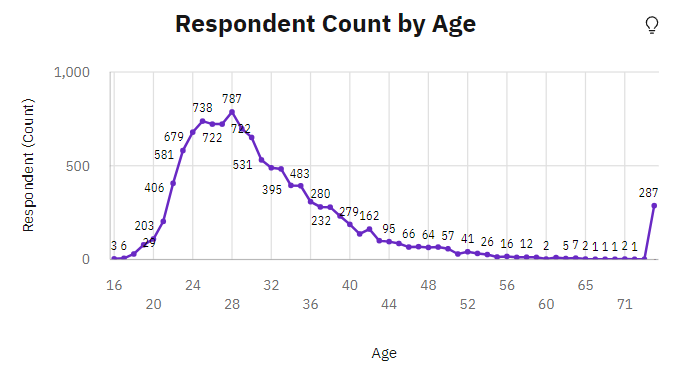 Respondent Count by Age
Respondent (Count)
1,000
500
0
3 6 29 203 406 581 679 738 722 787 722 531 395 483 280 232 279 162 95 66 64 57 41 26 16 12 2 5 7 2 1 1 1 2 1 287
16 24 32 40 48 56 65
20 28 36 44 52 60 71
Age